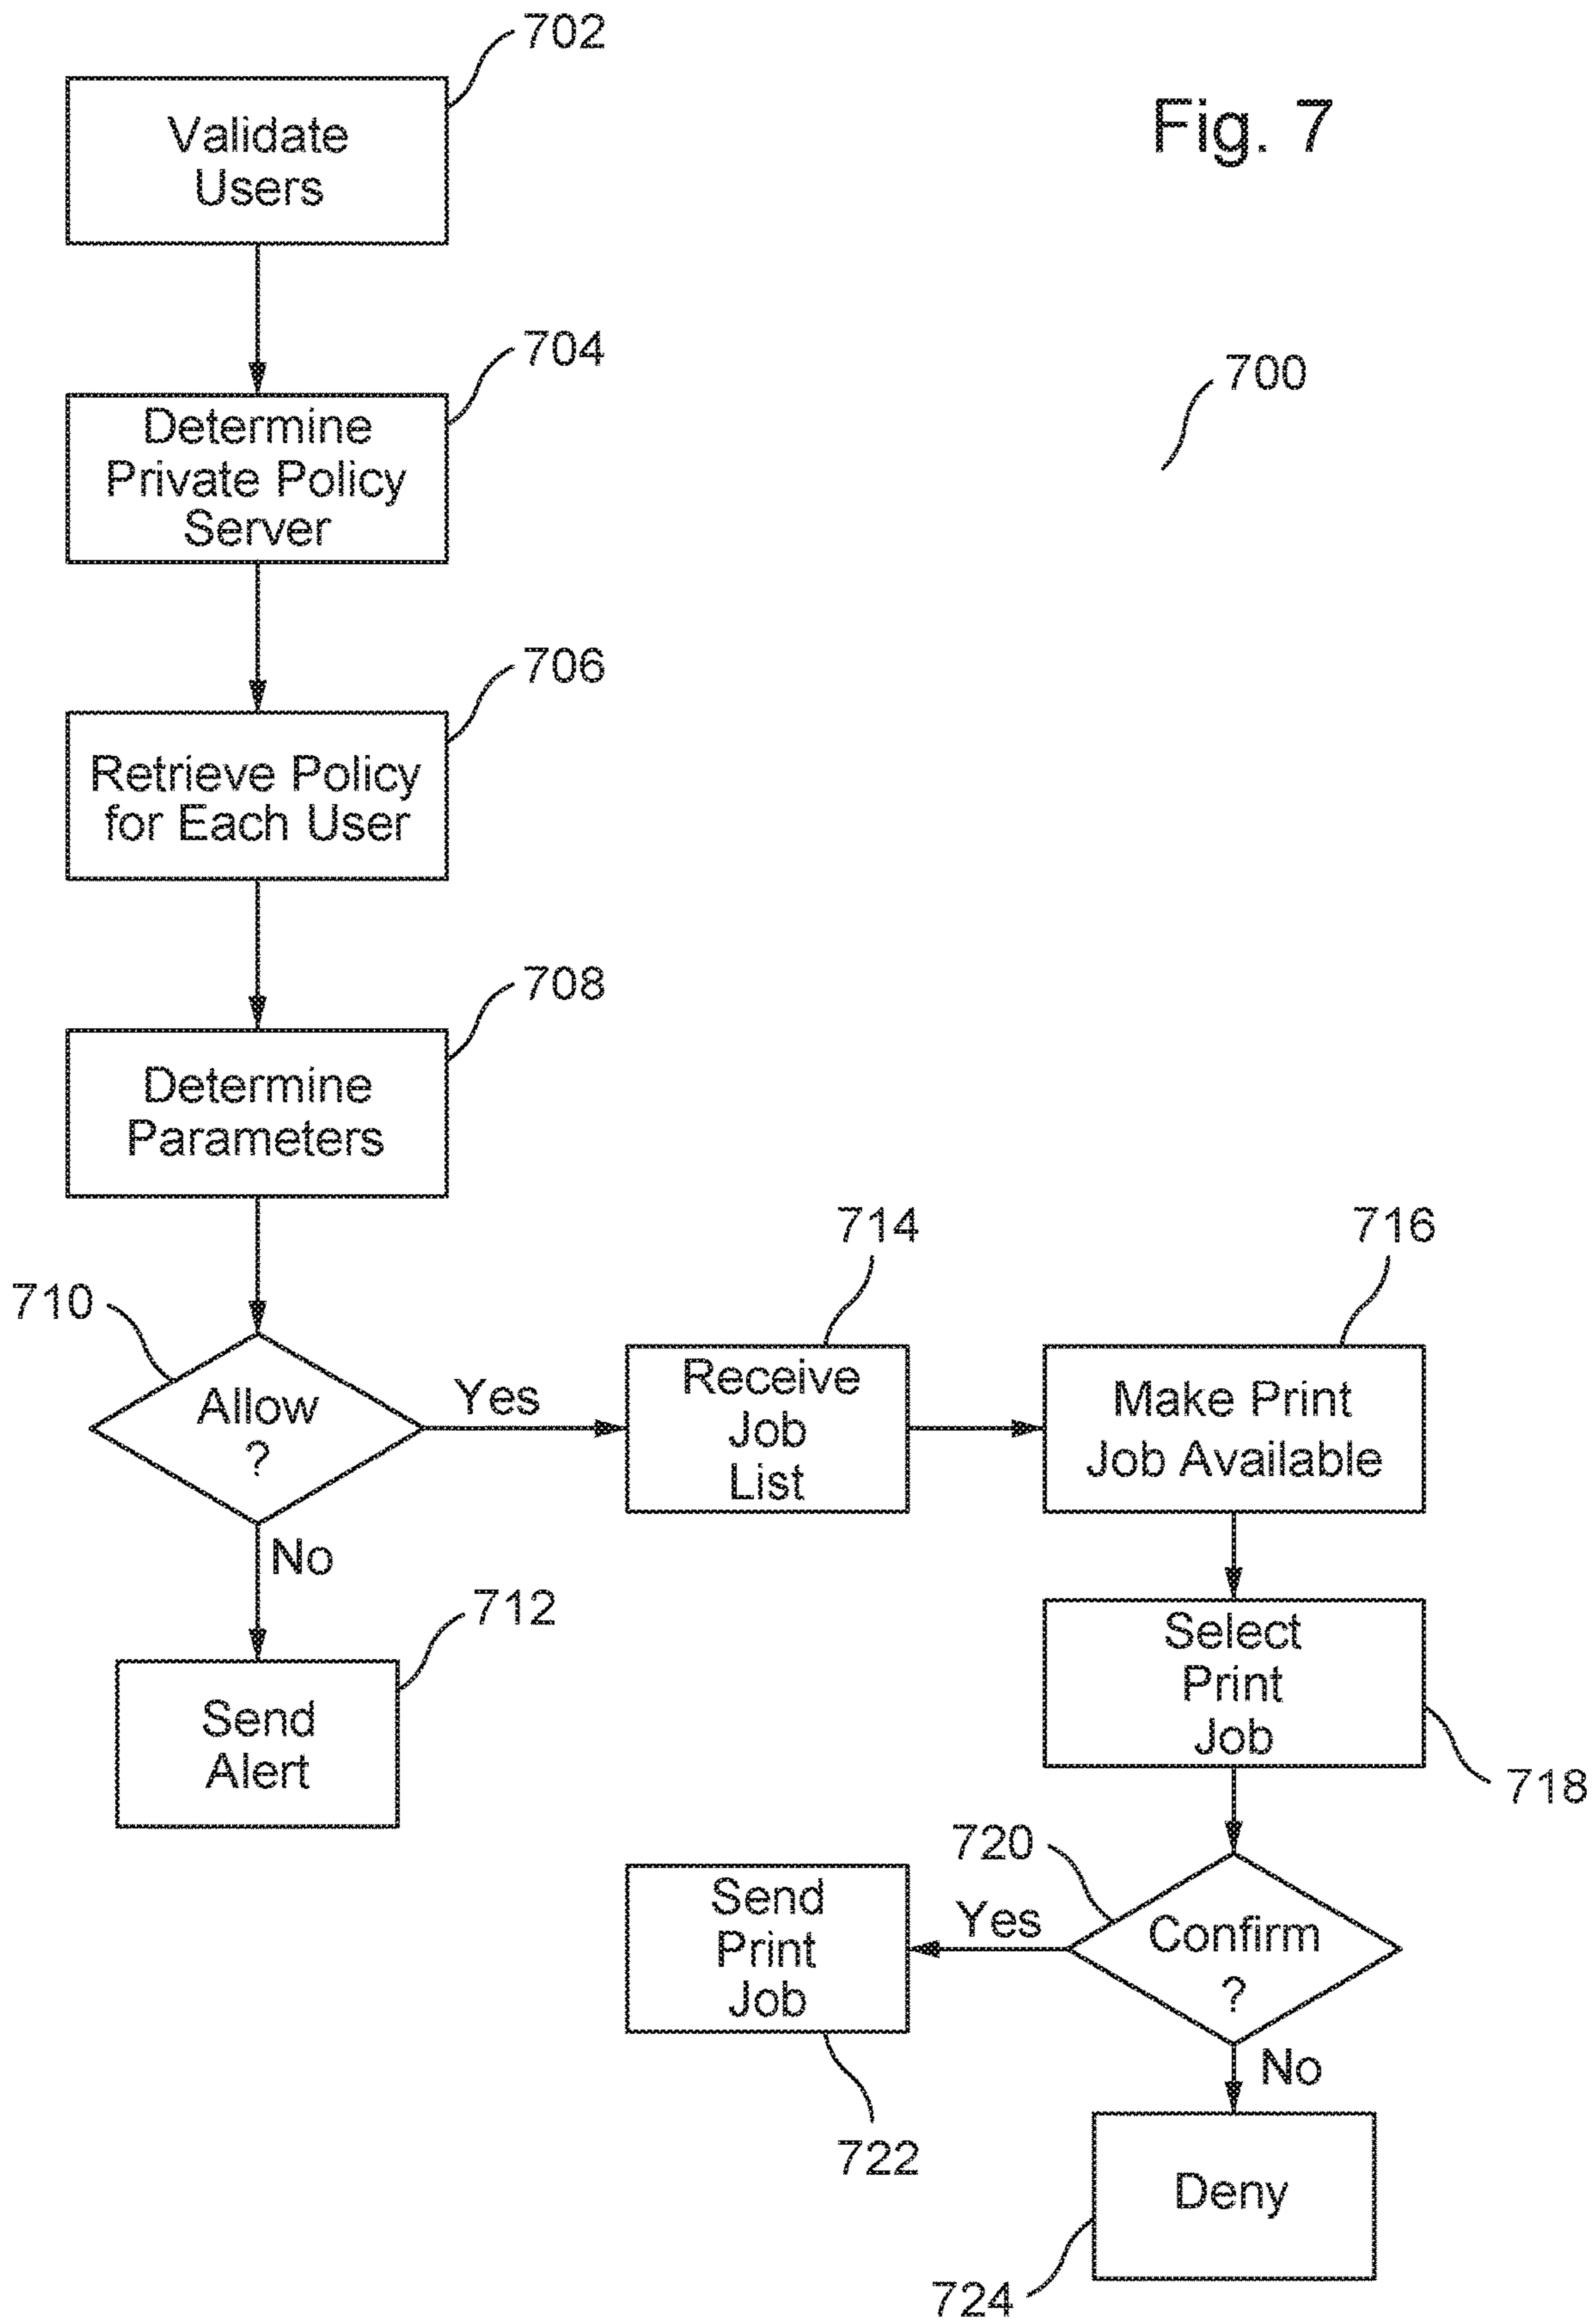 702
Validate
Users
Fig. 7
704
Determine
Private Policy
Server
700
706
Retrieve Policy
for Each User
708
Determine
Parameters
710
Allow
?
Yes
No
712
Send
Alert
714
Receive
Job
List
716
Make Print
Job Available
Select
Print
Job
718
720
Confirm
?
Yes
No
Send
Print
Job
722
Deny
724